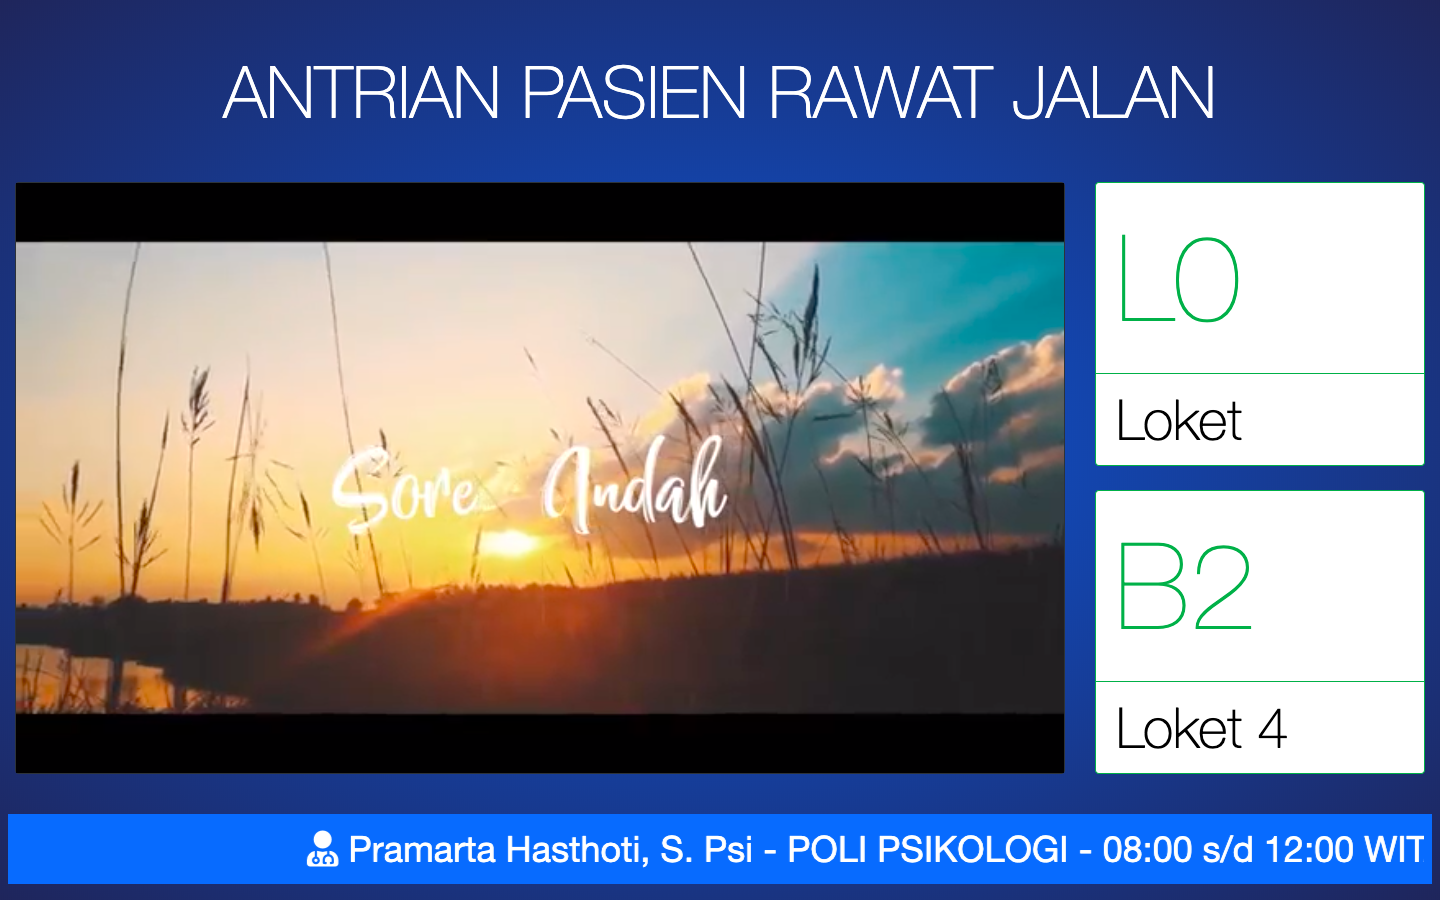 ANTRIAN PASIEN RAWAT JALAN
Sore Indah
L0
Loket
B2
Loket 4
Pramarta Hasthoti, S. Psi - POLI PSIKOLOGI - 08:00 s/d 12:00 WIT